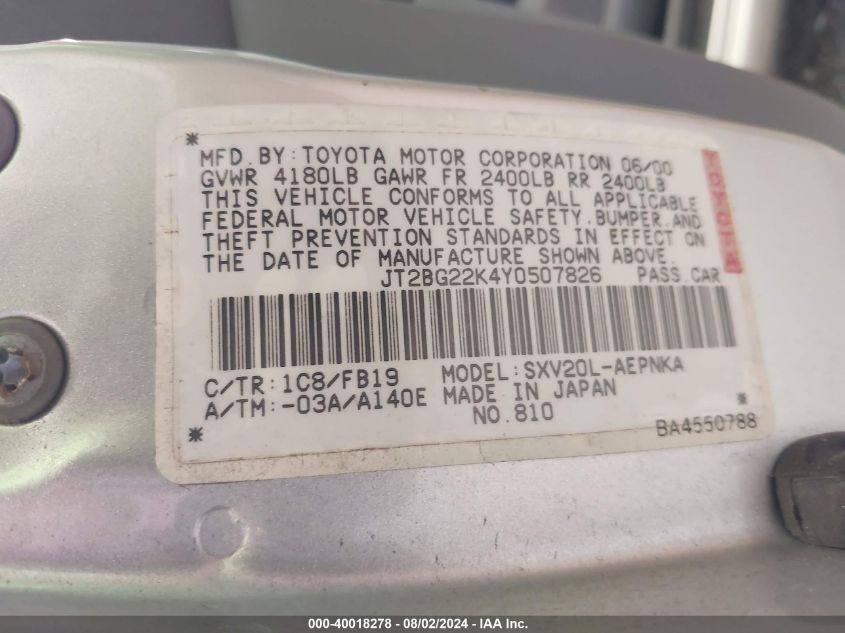 MFD. BY: TOYOTA MOTOR CORPORATION 06/00
GVWR 4180LB GAWR FR 2400LB RR 2400LB
THIS VEHICLE CONFORMS TO ALL APPLICABLE
FEDERAL MOTOR VEHICLE SAFETY. BUMPER. AND
THEFT PREVENTION STANDARDS IN EFFECT ON
THE DATE OF MANUFACTURE SHOWN ABOVE.
TOYOTA
JT2BG22K4Y0507826 PASS. CAR
C/TR: 1C8/FB19 MODEL: SXV20L-AEPNKA
A/TM: -03A/A140E MADE IN JAPAN
NO. 810
BA4550788
000-40018278 - 08/02/2024 - IAA Inc.